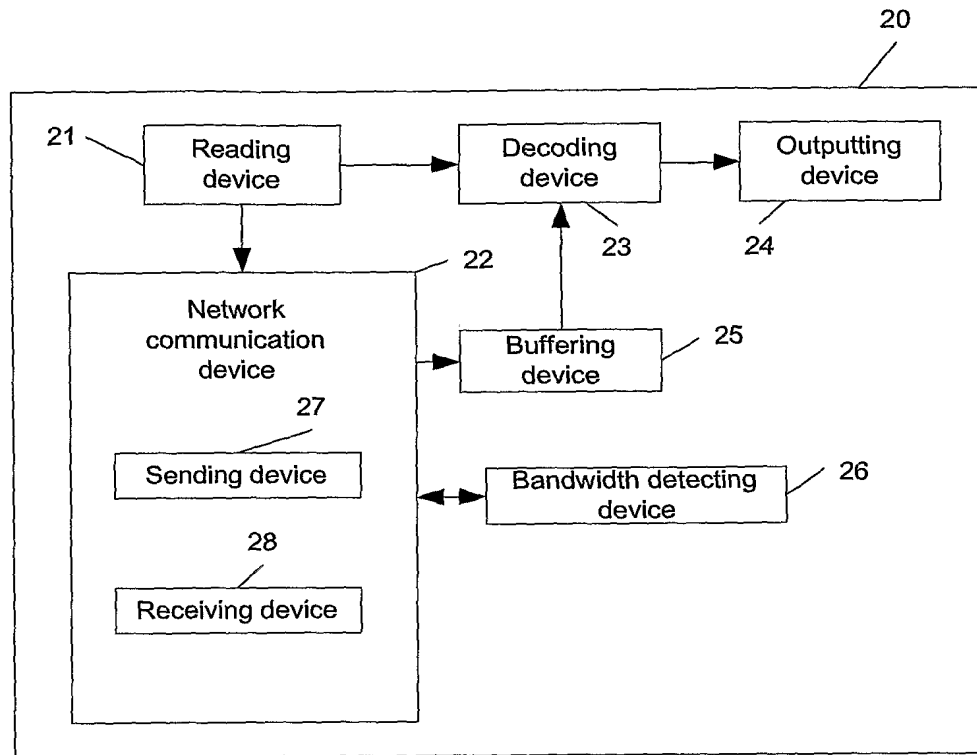 20
21
Reading
device
Decoding
device
Outputting
device
23
24
22
Network
communication
device
Buffering
device
25
27
Sending device
Bandwidth detecting
device
26
28
Receiving device